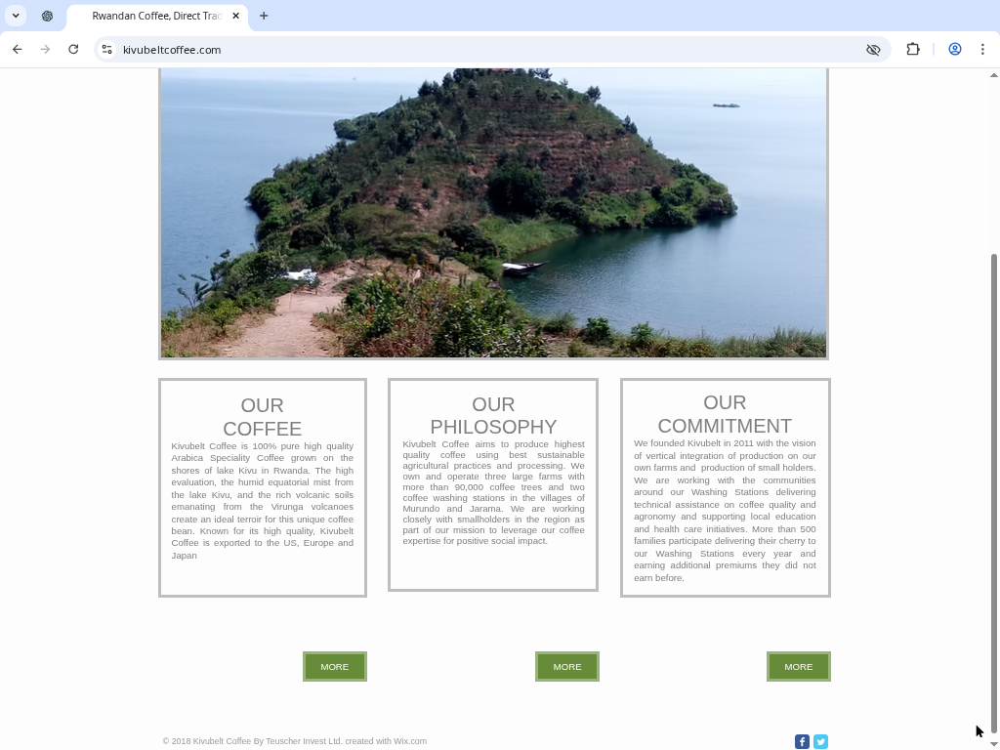 Rwandan Coffee, Direct Trad
kivubeltcoffee.com
OUR
COFFEE
Kivubelt Coffee is 100% pure high quality
Arabica Speciality Coffee grown on the
shores of lake Kivu in Rwanda. The high
evaluation, the humid equatorial mist from
the lake Kivu, and the rich volcanic soils
emanating from the Virunga volcanoes
create an ideal terroir for this unique coffee
bean. Known for its high quality, Kivubelt
Coffee is exported to the US, Europe and
Japan
OUR
PHILOSOPHY
Kivubelt Coffee aims to produce highest
quality coffee using best sustainable
agricultural practices and processing. We
own and operate three large farms with
more than 90,000 coffee trees and two
coffee washing stations in the villages of
Murundo and Jarama. We are working
closely with smallholders in the region as
part of our mission to leverage our coffee
expertise for positive social impact.
OUR
COMMITMENT
We founded Kivubelt in 2011 with the vision
of vertical integration of production on our
own farms and production of small holders.
We are working with the communities
around our Washing Stations delivering
technical assistance on coffee quality and
agronomy and supporting local education
and health care initiatives. More than 500
families participate delivering their cherry to
our Washing Stations every year and
earning additional premiums they did not
earn before.
MORE
MORE
MORE
© 2018 Kivubelt Coffee By Teuscher Invest Ltd. created with Wix.com